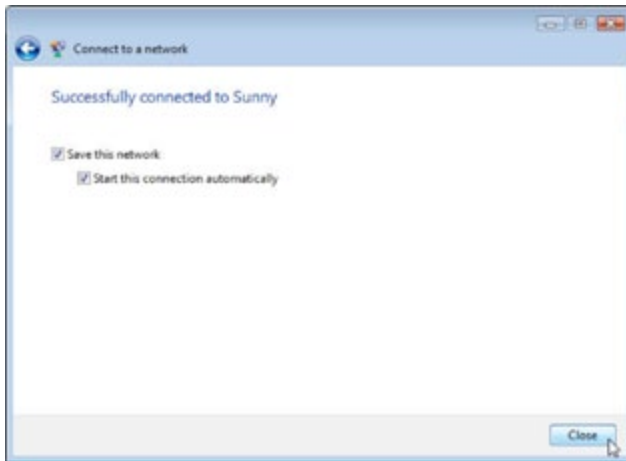 Connect to a network
Successfully connected to Sunny
Save this network
Start this connection automatically
Close